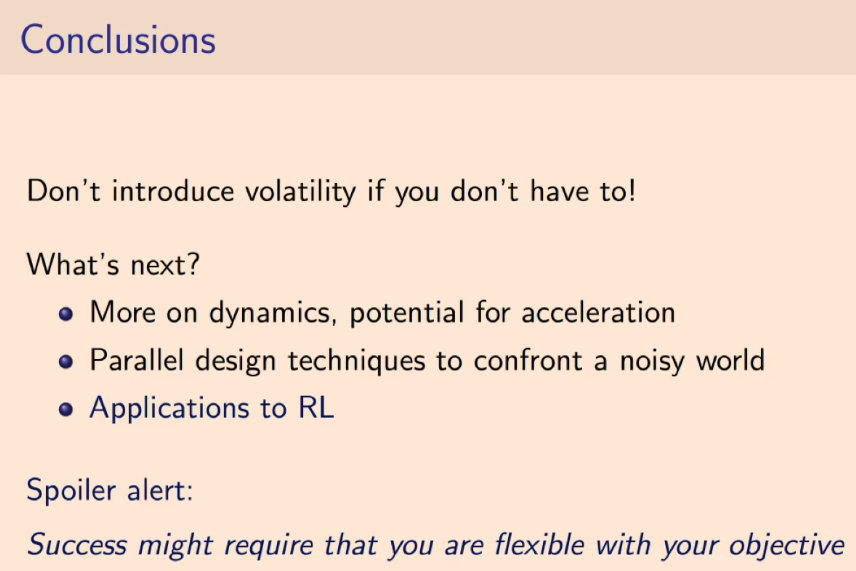 Conclusions
Don't introduce volatility if you don't have to!
What's next?
More on dynamics, potential for acceleration
Parallel design techniques to confront a noisy world
Applications to RL
Spoiler alert:
Success might require that you are flexible with your objective